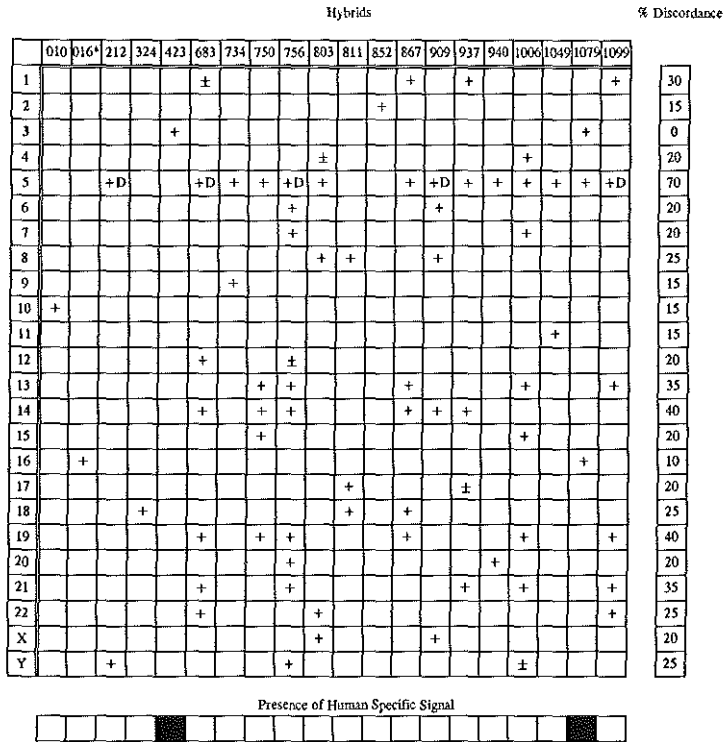 Hybrids % Discordance
010 016* 212 324 423 683 734 750 756 803 811 852 867 909 937 940 1006 1049 1079 1099
1 ± + + + 30
2 + 15
3 + + 0
4 ± + 20
5 +D +D + + +D + + +D + + + + + +D 70
6 + + 20
7 + + 20
8 + + + 25
9 + 15
10 + 15
11 + 15
12 + ± 20
13 + + + + + 35
14 + + + + + + 40
15 + + 20
16 + + 10
17 + ± 20
18 + + + 25
19 + + + + + + 40
20 + + 20
21 + + + + + 35
22 + + + 25
X + + 20
Y + + ± 25
Presence of Human Specific Signal